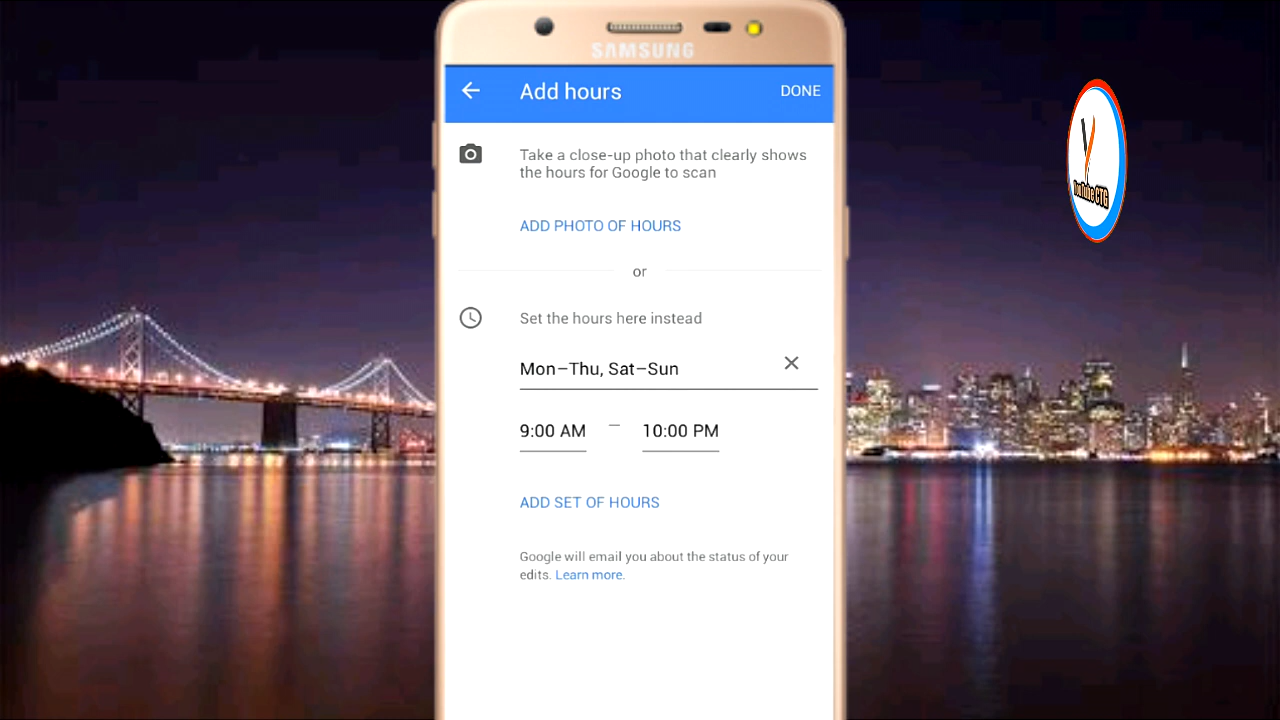 SAMSUNG
Add hours
DONE
Take a close-up photo that clearly shows
the hours for Google to scan
ADD PHOTO OF HOURS
or
Set the hours here instead
Mon–Thu, Sat–Sun
9:00 AM – 10:00 PM
ADD SET OF HOURS
Google will email you about the status of your
edits. Learn more.
YouTube CTG